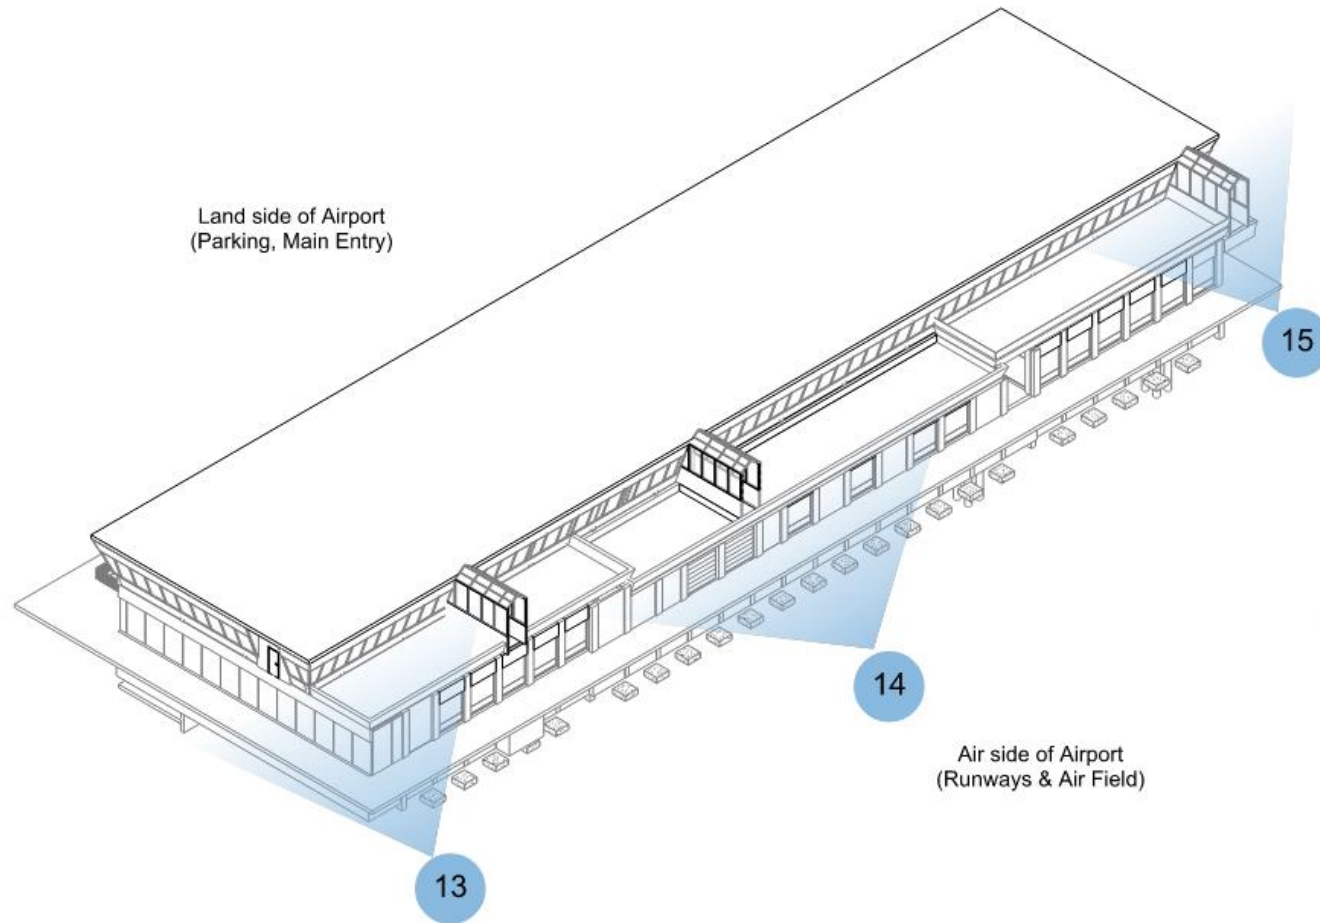 Land side of Airport
(Parking, Main Entry)
15
14
Air side of Airport
(Runways & Air Field)
13